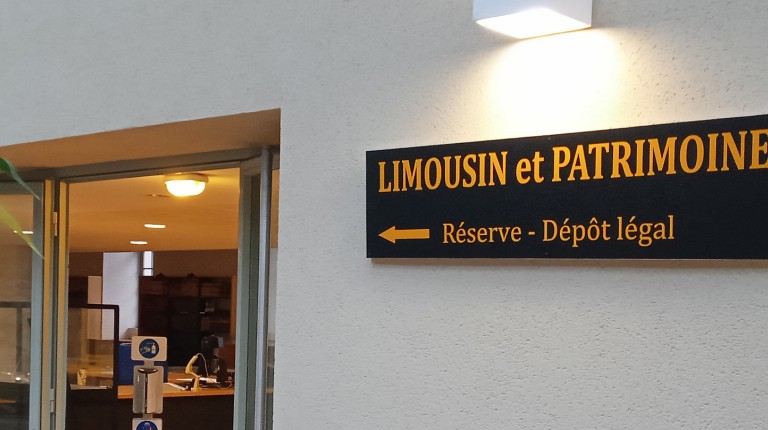 LIMOUSIN et PATRIMOINE
Réserve - Dépôt légal